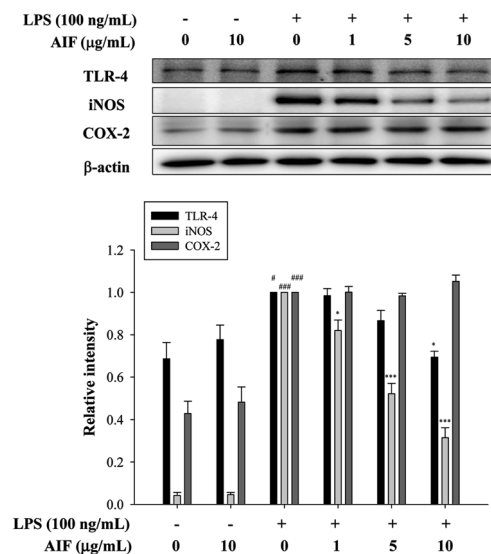 LPS (100 ng/mL) - - + + + +
AIF (μg/mL) 0 10 0 1 5 10
TLR-4
iNOS
COX-2
β-actin
TLR-4
iNOS
COX-2
1.2
1.0
0.8
0.6
0.4
0.2
0.0
Relative intensity
# ### ###
*
***
*
***
LPS (100 ng/mL) - - + + + +
AIF (μg/mL) 0 10 0 1 5 10